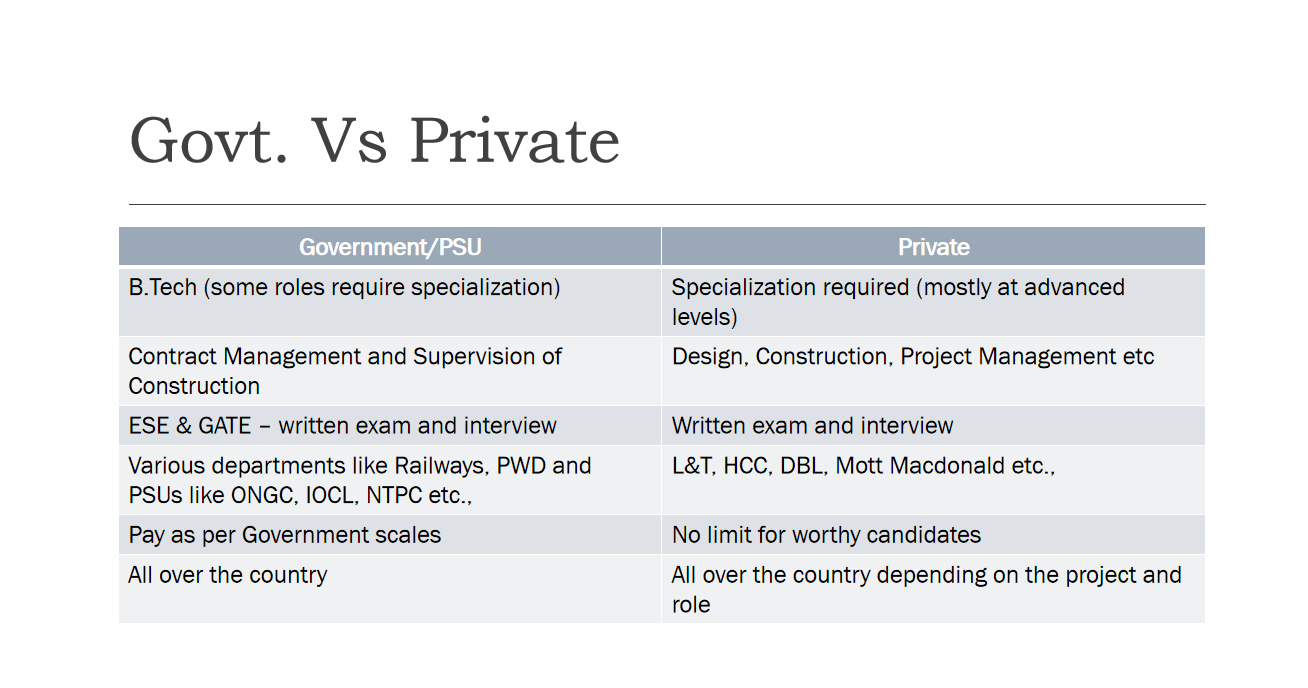 Govt. Vs Private
Government/PSU
Private
B.Tech (some roles require specialization)
Specialization required (mostly at advanced
levels)
Contract Management and Supervision of
Construction
Design, Construction, Project Management etc
ESE & GATE – written exam and interview
Written exam and interview
Various departments like Railways, PWD and
PSUs like ONGC, IOCL, NTPC etc.,
L&T, HCC, DBL, Mott Macdonald etc.,
Pay as per Government scales
No limit for worthy candidates
All over the country
All over the country depending on the project and
role